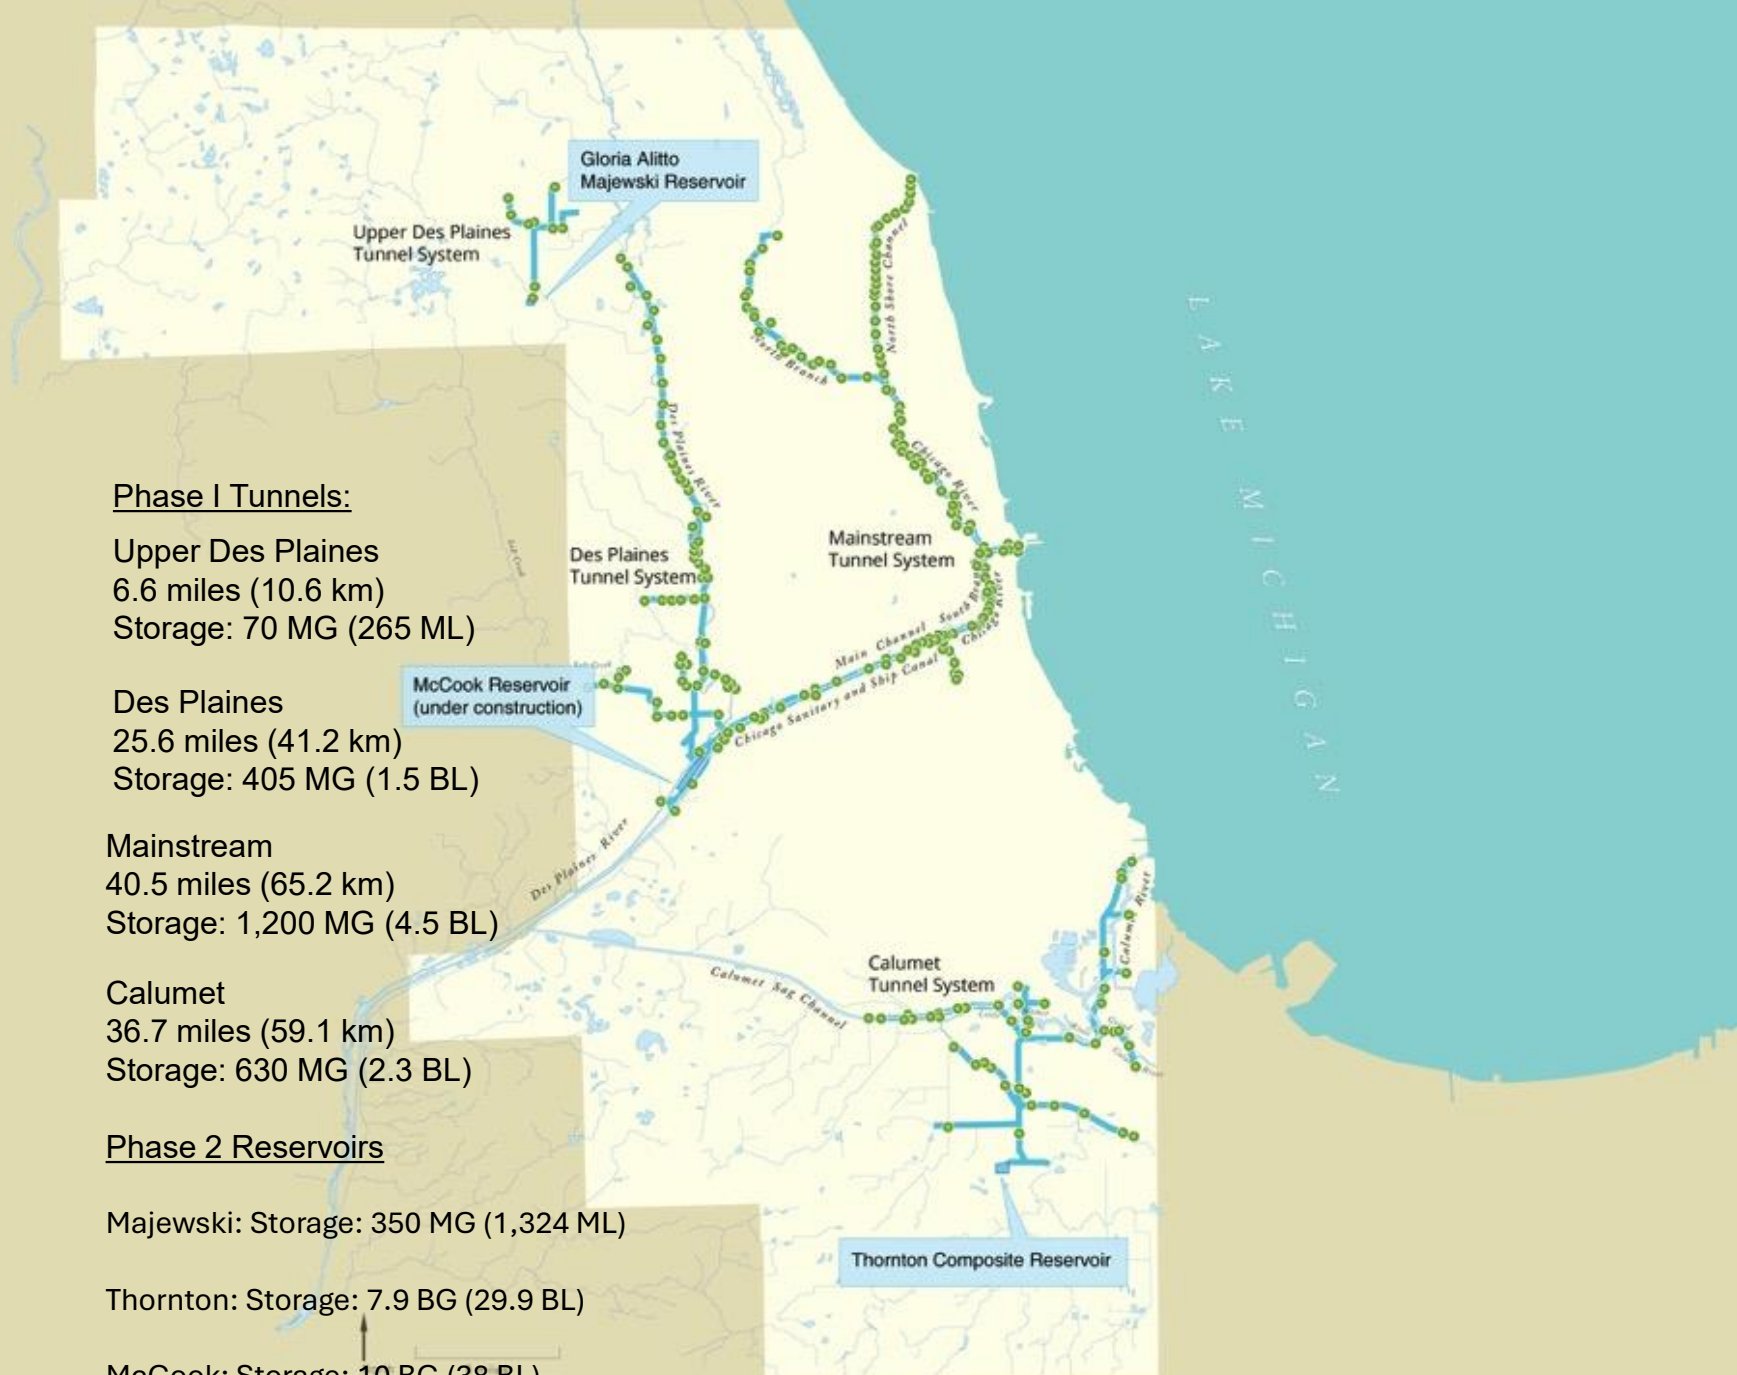 Gloria Alitto
Majewski Reservoir
Upper Des Plaines
Tunnel System
North Shore Channel
North Branch
Des Plaines River
Chicago River
LAKE MICHIGAN
Phase I Tunnels:
Upper Des Plaines
6.6 miles (10.6 km)
Storage: 70 MG (265 ML)
Des Plaines
Tunnel System
Mainstream
Tunnel System
South Branch
Chicago River
Main Channel
Chicago Sanitary and Ship Canal
McCook Reservoir
(under construction)
Des Plaines
25.6 miles (41.2 km)
Storage: 405 MG (1.5 BL)
Mainstream
40.5 miles (65.2 km)
Storage: 1,200 MG (4.5 BL)
Des Plaines River
Calumet River
Calumet
Tunnel System
Calumet Sag Channel
Calumet
36.7 miles (59.1 km)
Storage: 630 MG (2.3 BL)
Phase 2 Reservoirs
Majewski: Storage: 350 MG (1,324 ML)
Thornton Composite Reservoir
Thornton: Storage: 7.9 BG (29.9 BL)
McCook: Storage: 10 BG (38 BL)